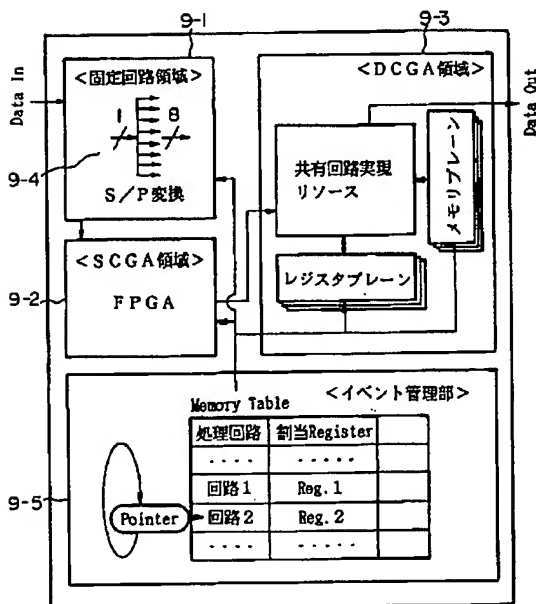 9-1
9-3
Data In
<固定回路領域>
1
8
9-4
S/P変換
<SCGA領域>
FPGA
9-2
<DCGA領域>
Data Out
共有回路実現
リソース
メモリプレーン
レジスタプレーン
<イベント管理部>
Memory Table
処理回路
割当Register
····
·····
回路1
Reg.1
9-5
Pointer
回路2
Reg.2
····
·····